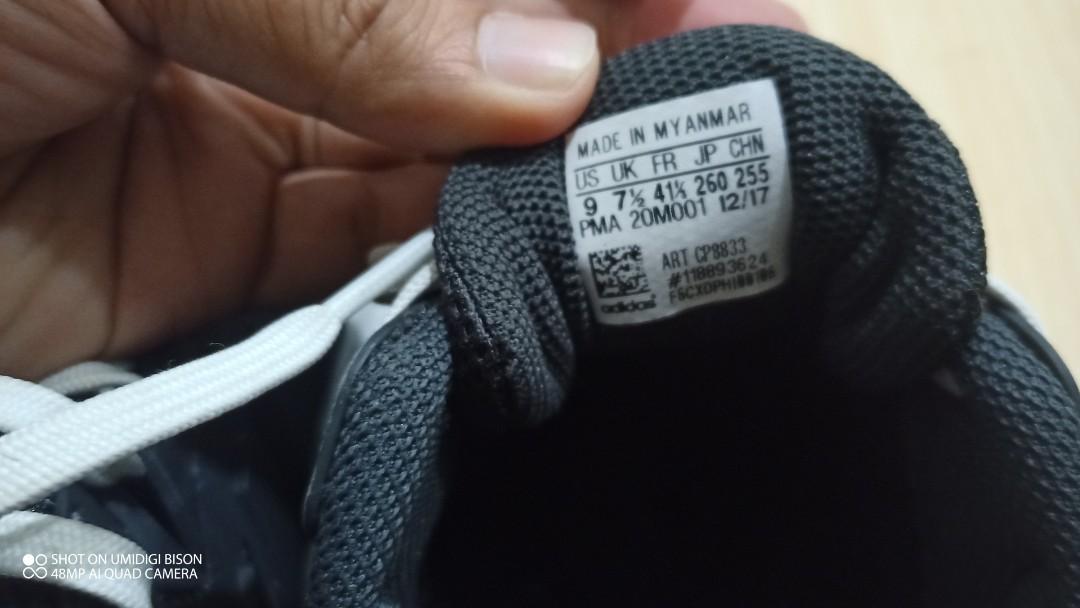 MADE IN MYANMAR
US UK FR JP CHN
9 7½ 41⅓ 260 255
PMA 20M001 12/17
ART CP8833
#118893624
adidas
SHOT ON UMIDIGI BISON
48MP AI QUAD CAMERA